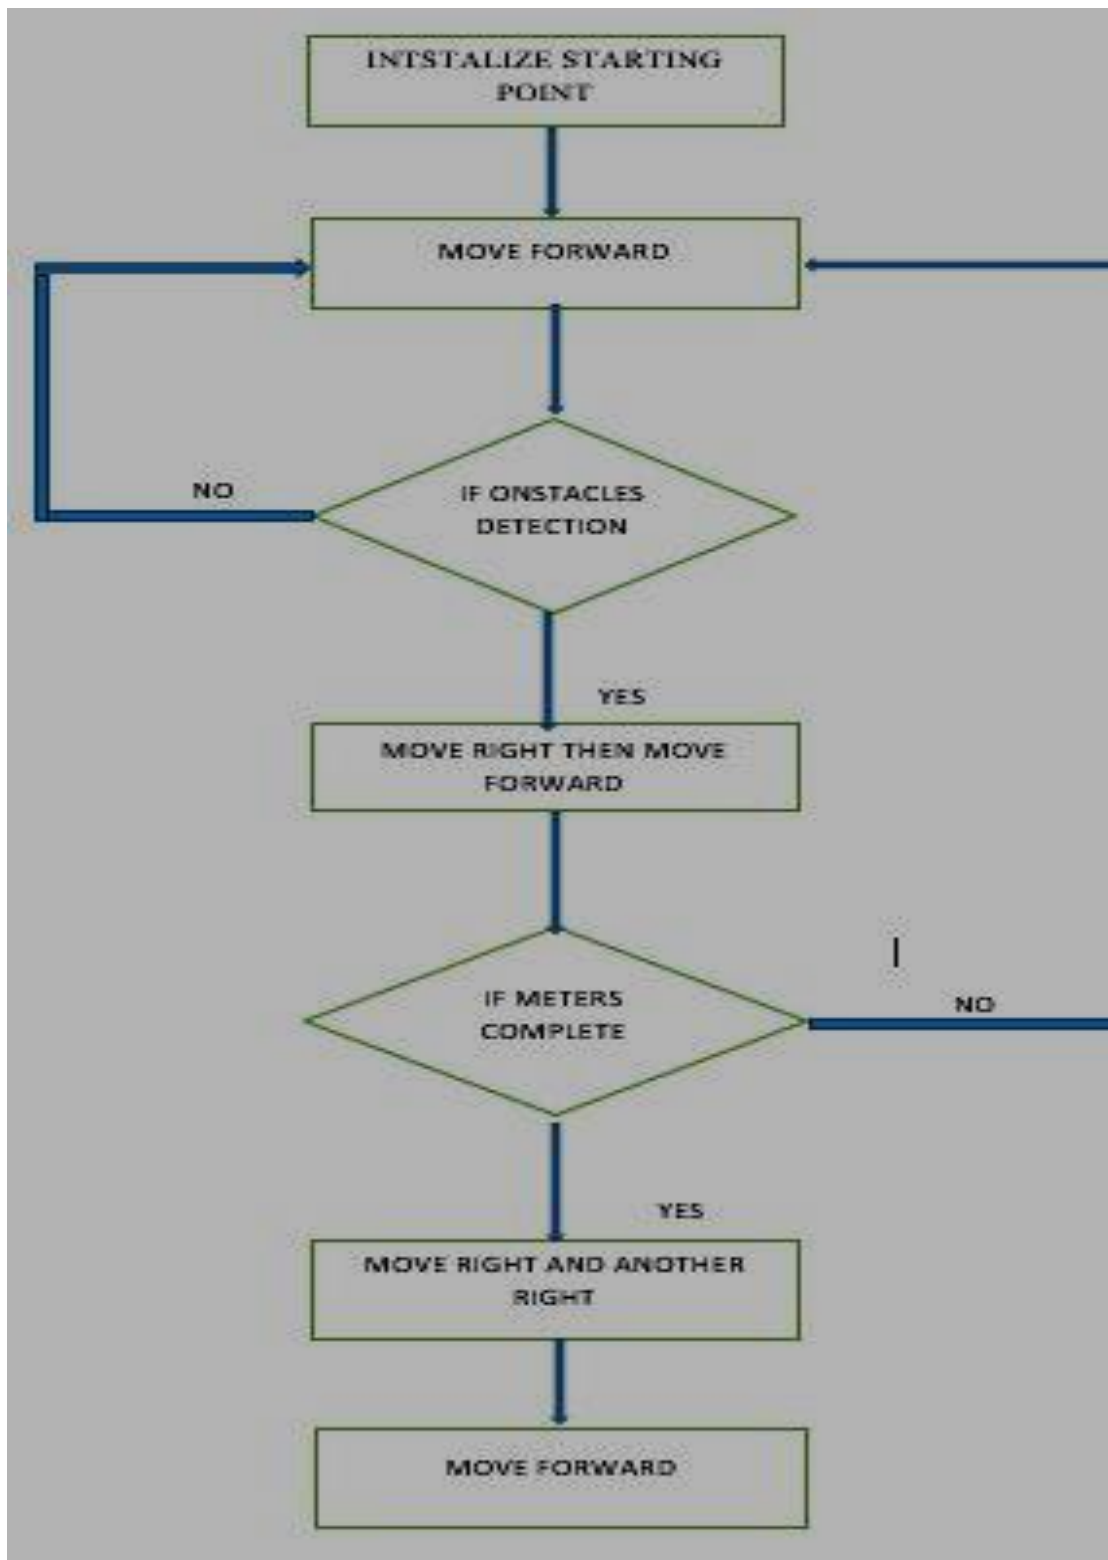 INTSTALIZE STARTING
POINT
MOVE FORWARD
NO
IF ONSTACLES
DETECTION
YES
MOVE RIGHT THEN MOVE
FORWARD
IF METERS
COMPLETE
NO
YES
MOVE RIGHT AND ANOTHER
RIGHT
MOVE FORWARD